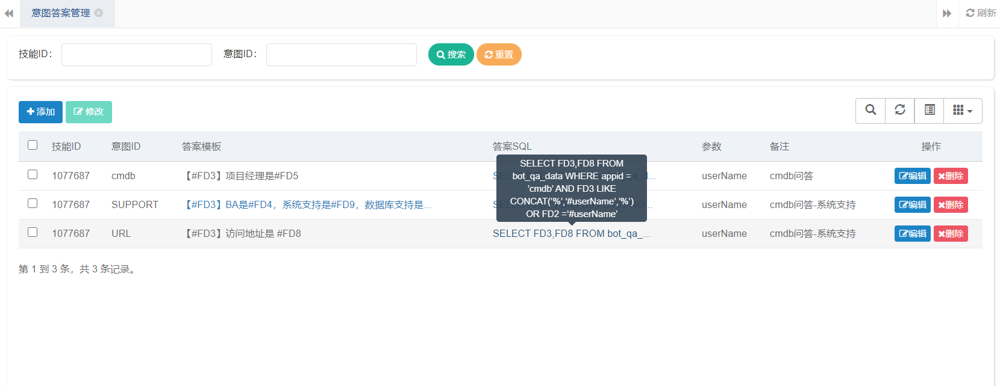 意图答案管理
刷新
技能ID：
意图ID：
搜索
重置
添加
修改
技能ID 意图ID 答案模板 答案SQL 参数 备注 操作
SELECT FD3,FD8 FROM
bot_qa_data WHERE appid =
’cmdb’ AND FD3 LIKE
CONCAT(’%’,’#userName’,’%’)
OR FD2 =’#userName’
1077687 cmdb 【#FD3】项目经理是#FD5 userName cmdb问答 编辑 删除
1077687 SUPPORT 【#FD3】BA是#FD4，系统支持是#FD9，数据库支持是... userName cmdb问答-系统支持 编辑 删除
1077687 URL 【#FD3】访问地址是 #FD8 SELECT FD3,FD8 FROM bot_qa_... userName cmdb问答-系统支持 编辑 删除
第 1 到 3 条，共 3 条记录。